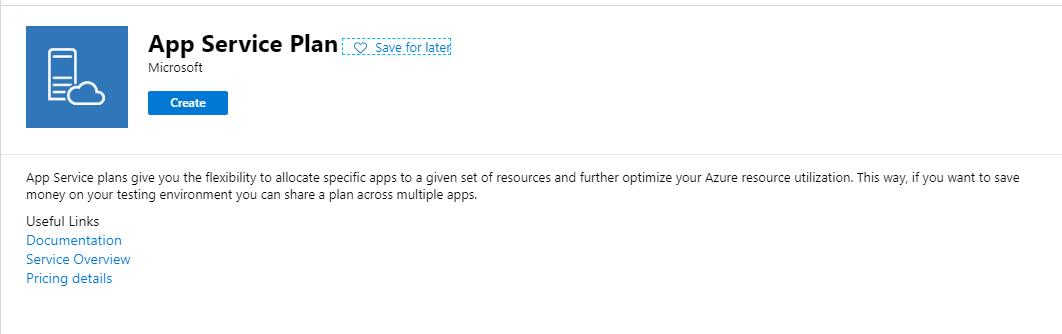 App Service Plan
Save for later
Microsoft
Create
App Service plans give you the flexibility to allocate specific apps to a given set of resources and further optimize your Azure resource utilization. This way, if you want to save
money on your testing environment you can share a plan across multiple apps.
Useful Links
Documentation
Service Overview
Pricing details